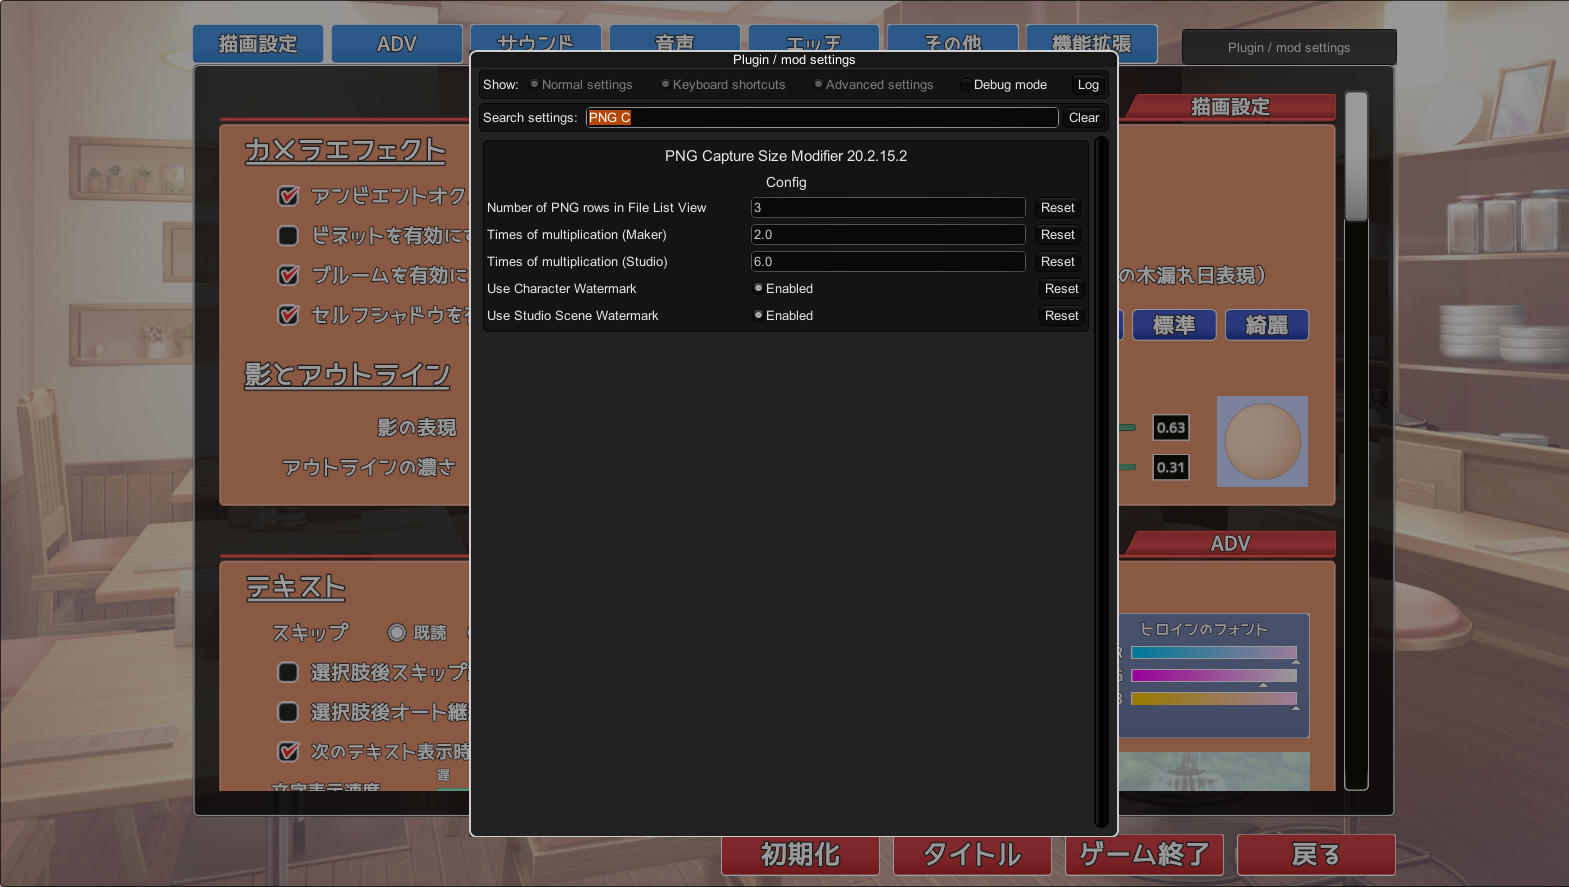 描画設定 ADV サウンド 音声 エッチ その他 機能拡張 Plugin / mod settings
Plugin / mod settings
Show: Normal settings Keyboard shortcuts Advanced settings Debug mode Log
Search settings: PNG C Clear
PNG Capture Size Modifier 20.2.15.2
Config
Number of PNG rows in File List View 3 Reset
Times of multiplication (Maker) 2.0 Reset
Times of multiplication (Studio) 6.0 Reset
Use Character Watermark Enabled Reset
Use Studio Scene Watermark Enabled Reset
描画設定
カメラエフェクト
アンビエントオク
ビネットを有効に
ブルームを有効に
の木漏れ日表現）
セルフシャドウを
標準 綺麗
影とアウトライン
影の表現
0.63
アウトラインの濃さ
0.31
ADV
テキスト
スキップ 既読
ヒロインのフォント
選択肢後スキップ
選択肢後オート継
次のテキスト表示時
遅
文字表示速度
初期化 タイトル ゲーム終了 戻る